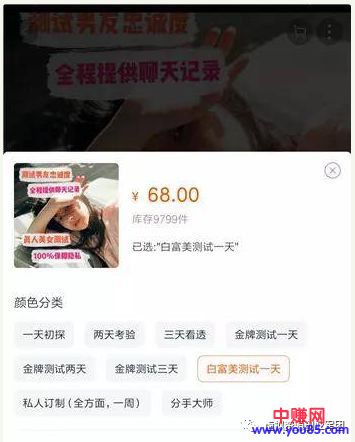 测试男友忠诚度
全程提供聊天记录
测试男友忠诚度
全程提供聊天记录
真人美女测试
100%保障隐私
¥ 68.00
库存9799件
已选:“白富美测试一天”
颜色分类
一天初探
两天考验
三天看透
金牌测试一天
金牌测试两天
金牌测试三天
白富美测试一天
私人订制(全方面,一周)
分手大师
中赚网
www.you85.com